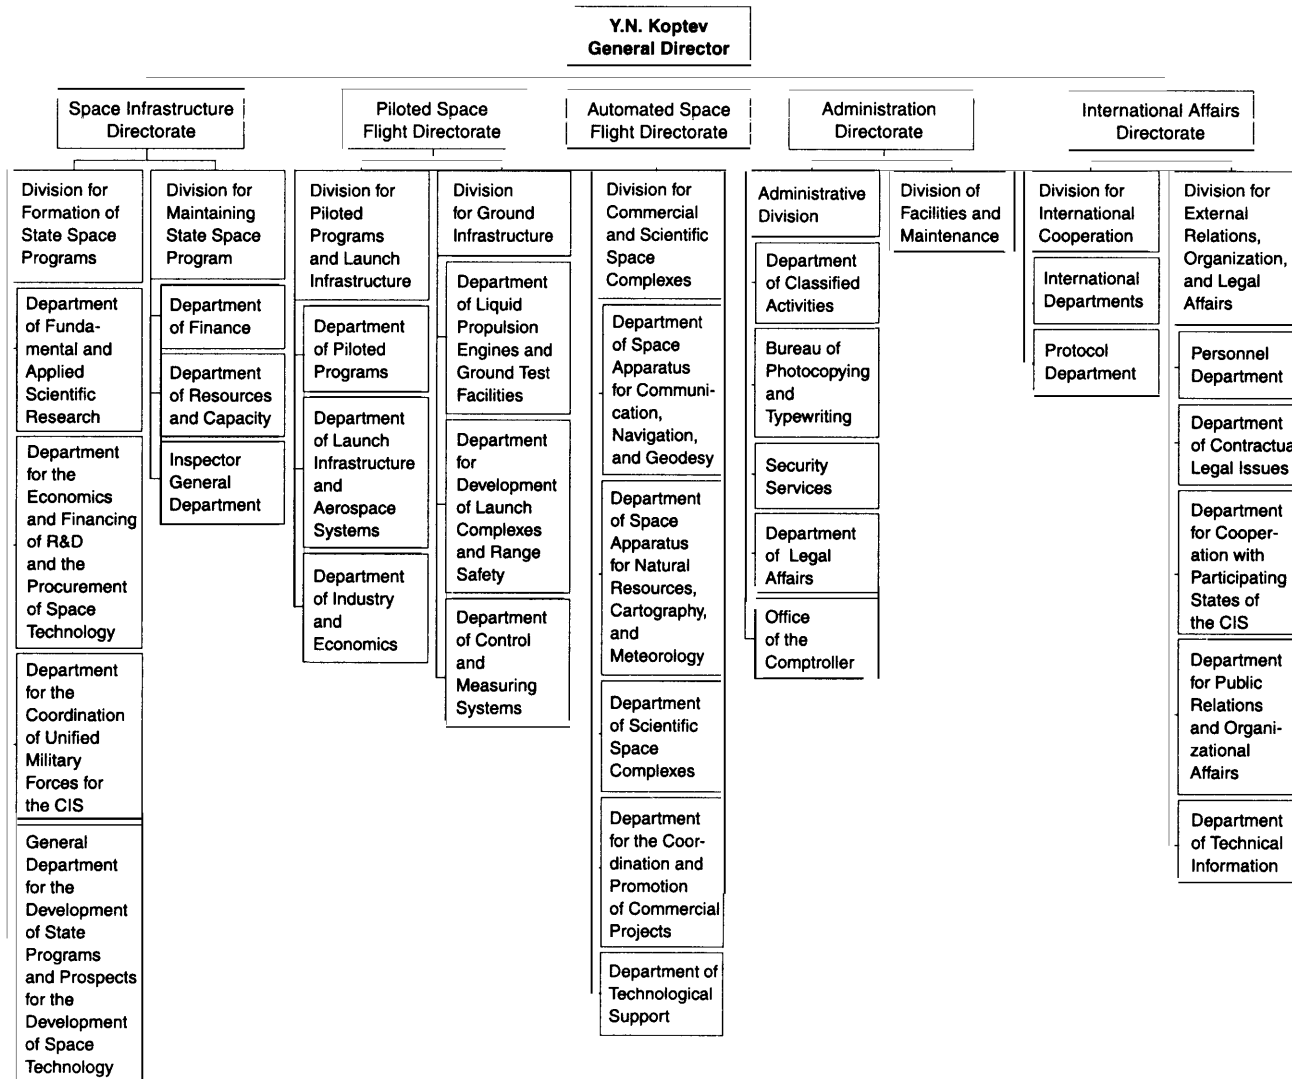 Y.N. Koptev
General Director
Space Infrastructure
Directorate
Piloted Space
Flight Directorate
Automated Space
Flight Directorate
Administration
Directorate
International Affairs
Directorate
Division for
Formation of
State Space
Programs
Department
of Funda-
mental and
Applied
Scientific
Research
Department
for the
Economics
and Financing
of R&D
and the
Procurement
of Space
Technology
Department
for the
Coordination
of Unified
Military
Forces for
the CIS
General
Department
for the
Development
of State
Programs
and Prospects
for the
Development
of Space
Technology
Division for
Maintaining
State Space
Program
Department
of Finance
Department
of Resources
and Capacity
Inspector
General
Department
Division for
Piloted
Programs
and Launch
Infrastructure
Department
of Piloted
Programs
Department
of Launch
Infrastructure
and
Aerospace
Systems
Department
of Industry
and
Economics
Division
for Ground
Infrastructure
Department
of Liquid
Propulsion
Engines and
Ground Test
Facilities
Department
for
Development
of Launch
Complexes
and Range
Safety
Department
of Control
and
Measuring
Systems
Division for
Commercial
and Scientific
Space
Complexes
Department
of Space
Apparatus
for Communi-
cation,
Navigation,
and Geodesy
Department
of Space
Apparatus
for Natural
Resources,
Cartography,
and
Meteorology
Department
of Scientific
Space
Complexes
Department
for the Coor-
dination and
Promotion
of Commercial
Projects
Department of
Technological
Support
Administrative
Division
Department
of Classified
Activities
Bureau of
Photocopying
and
Typewriting
Security
Services
Department
of Legal
Affairs
Office
of the
Comptroller
Division of
Facilities and
Maintenance
Division for
International
Cooperation
International
Departments
Protocol
Department
Division for
External
Relations,
Organization,
and Legal
Affairs
Personnel
Department
Department
of Contractua
Legal Issues
Department
for Cooper-
ation with
Participating
States of
the CIS
Department
for Public
Relations
and Organi-
zational
Affairs
Department
of Technical
Information